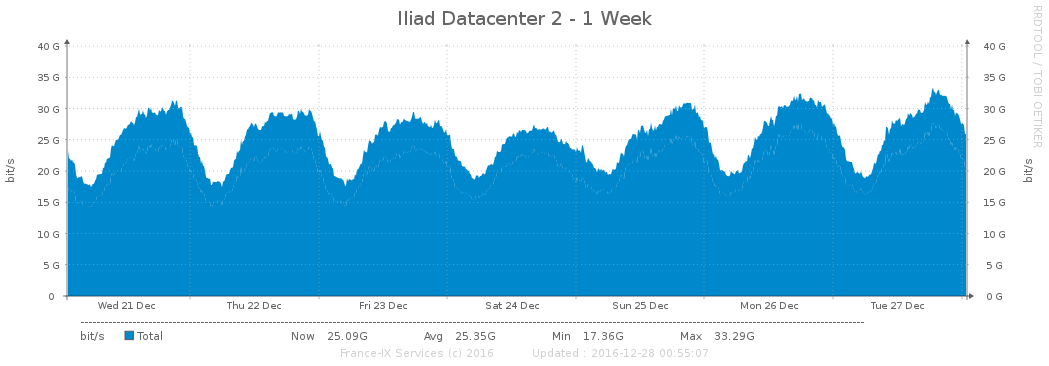 Iliad Datacenter 2 - 1 Week
RRDTOOL / TOBI OETIKER
40 G 40 G
35 G 35 G
30 G 30 G
25 G 25 G
20 G 20 G
15 G 15 G
10 G 10 G
5 G 5 G
0 0 G
bit/s bit/s
Wed 21 Dec Thu 22 Dec Fri 23 Dec Sat 24 Dec Sun 25 Dec Mon 26 Dec Tue 27 Dec
bit/s Total Now 25.09G Avg 25.35G Min 17.36G Max 33.29G
France-IX Services (c) 2016 Updated : 2016-12-28 00:55:07